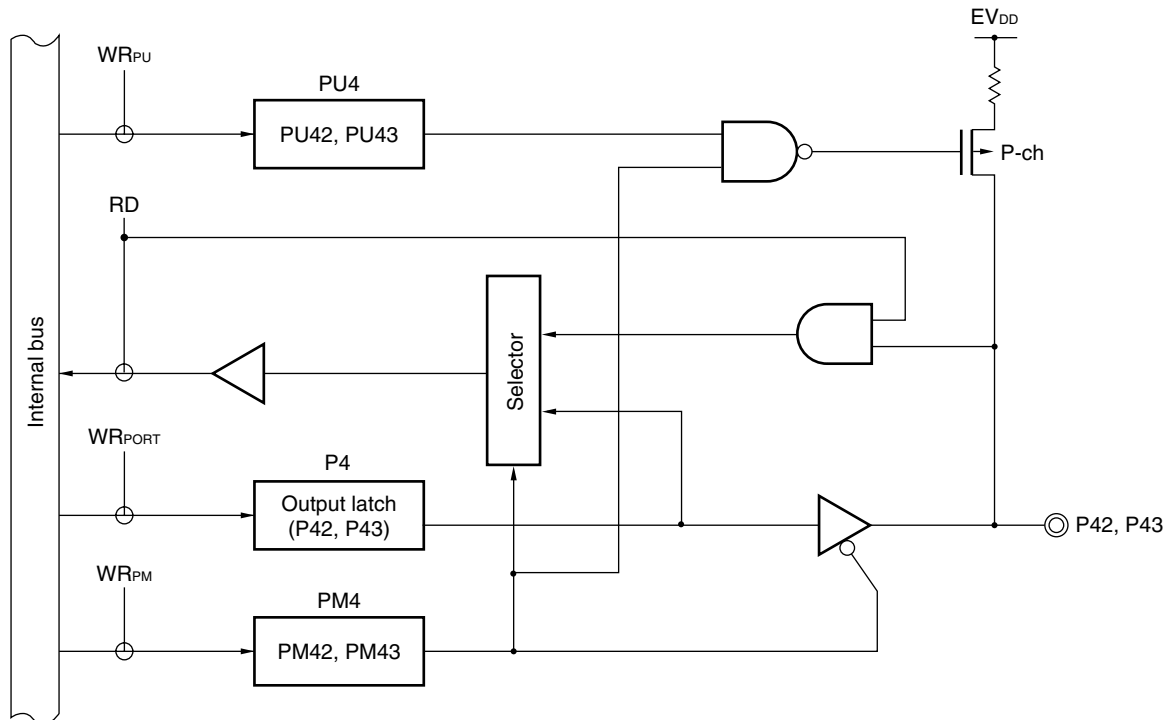 EVDD
WRPU
PU4
PU42, PU43
P-ch
RD
Internal bus
Selector
WRPORT
P4
Output latch
(P42, P43)
P42, P43
WRPM
PM4
PM42, PM43